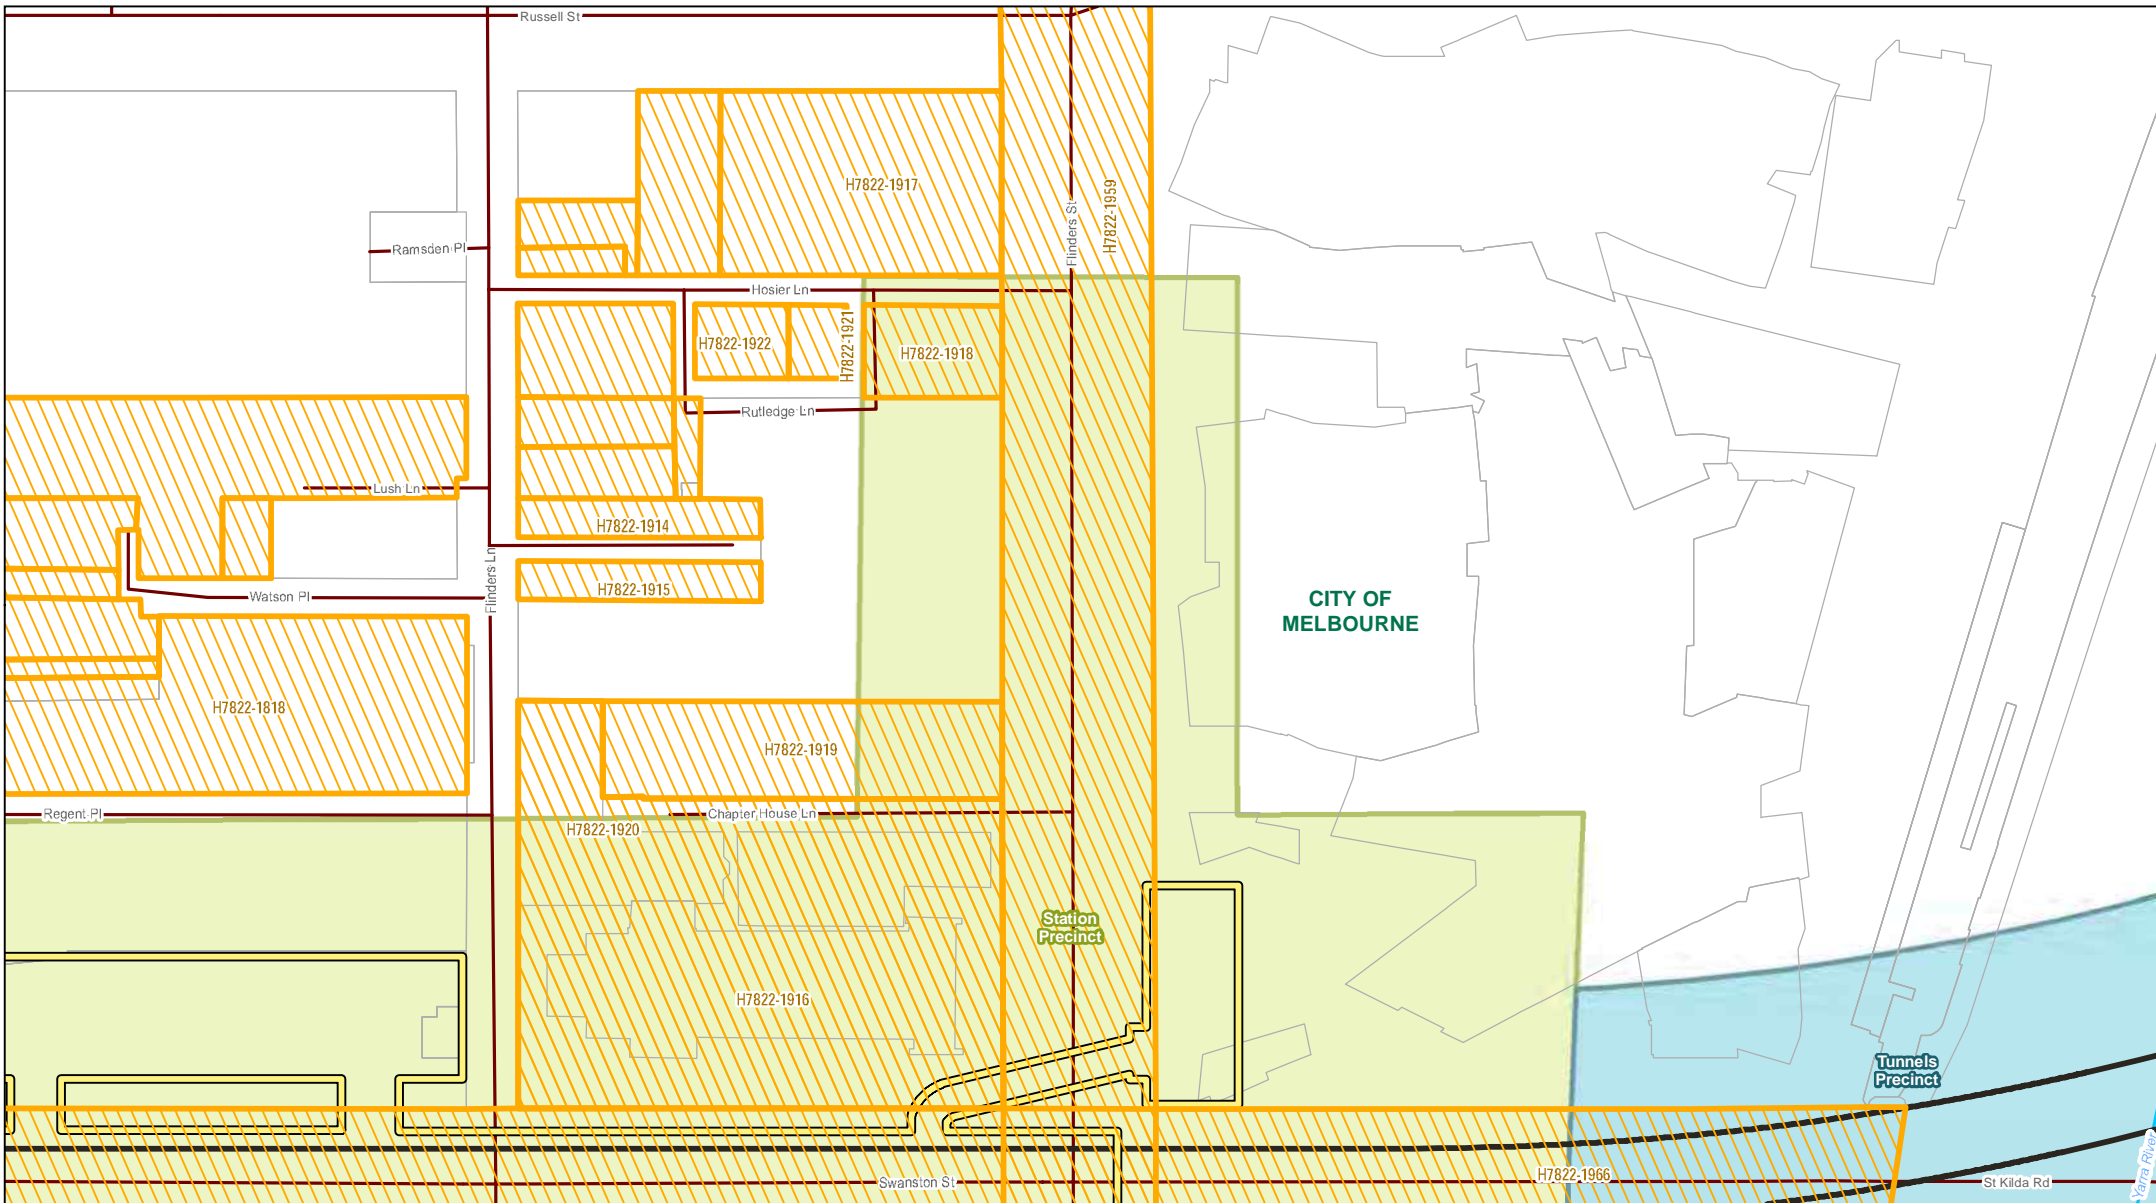 Russell St
H7822-1917
H7822-1959
Flinders St
Ramsden Pl
Hosier Ln
H7822-1922
H7822-1921
H7822-1918
Rutledge Ln
Lush Ln
H7822-1914
Flinders Ln
H7822-1915
Watson Pl
CITY OF
MELBOURNE
H7822-1818
H7822-1919
Regent Pl
Chapter House Ln
H7822-1920
Station
Precinct
H7822-1916
Tunnels
Precinct
H7822-1966
Swanston St
St Kilda Rd
Yarra River